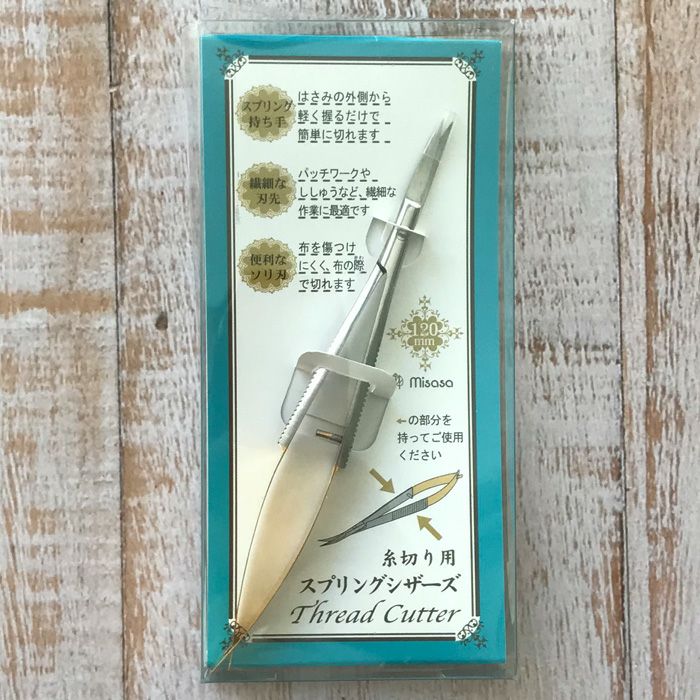 スプリング
持ち手
はさみの外側から
軽く握るだけで
簡単に切れます
繊細な
刃先
パッチワークや
ししゅうなど、繊細な
作業に最適です
便利な
ソリ刃
布を傷つけ
にくく、布の際
で切れます
120
mm
Misasa
←の部分を
持ってご使用
ください
糸切り用
スプリングシザーズ
Thread Cutter